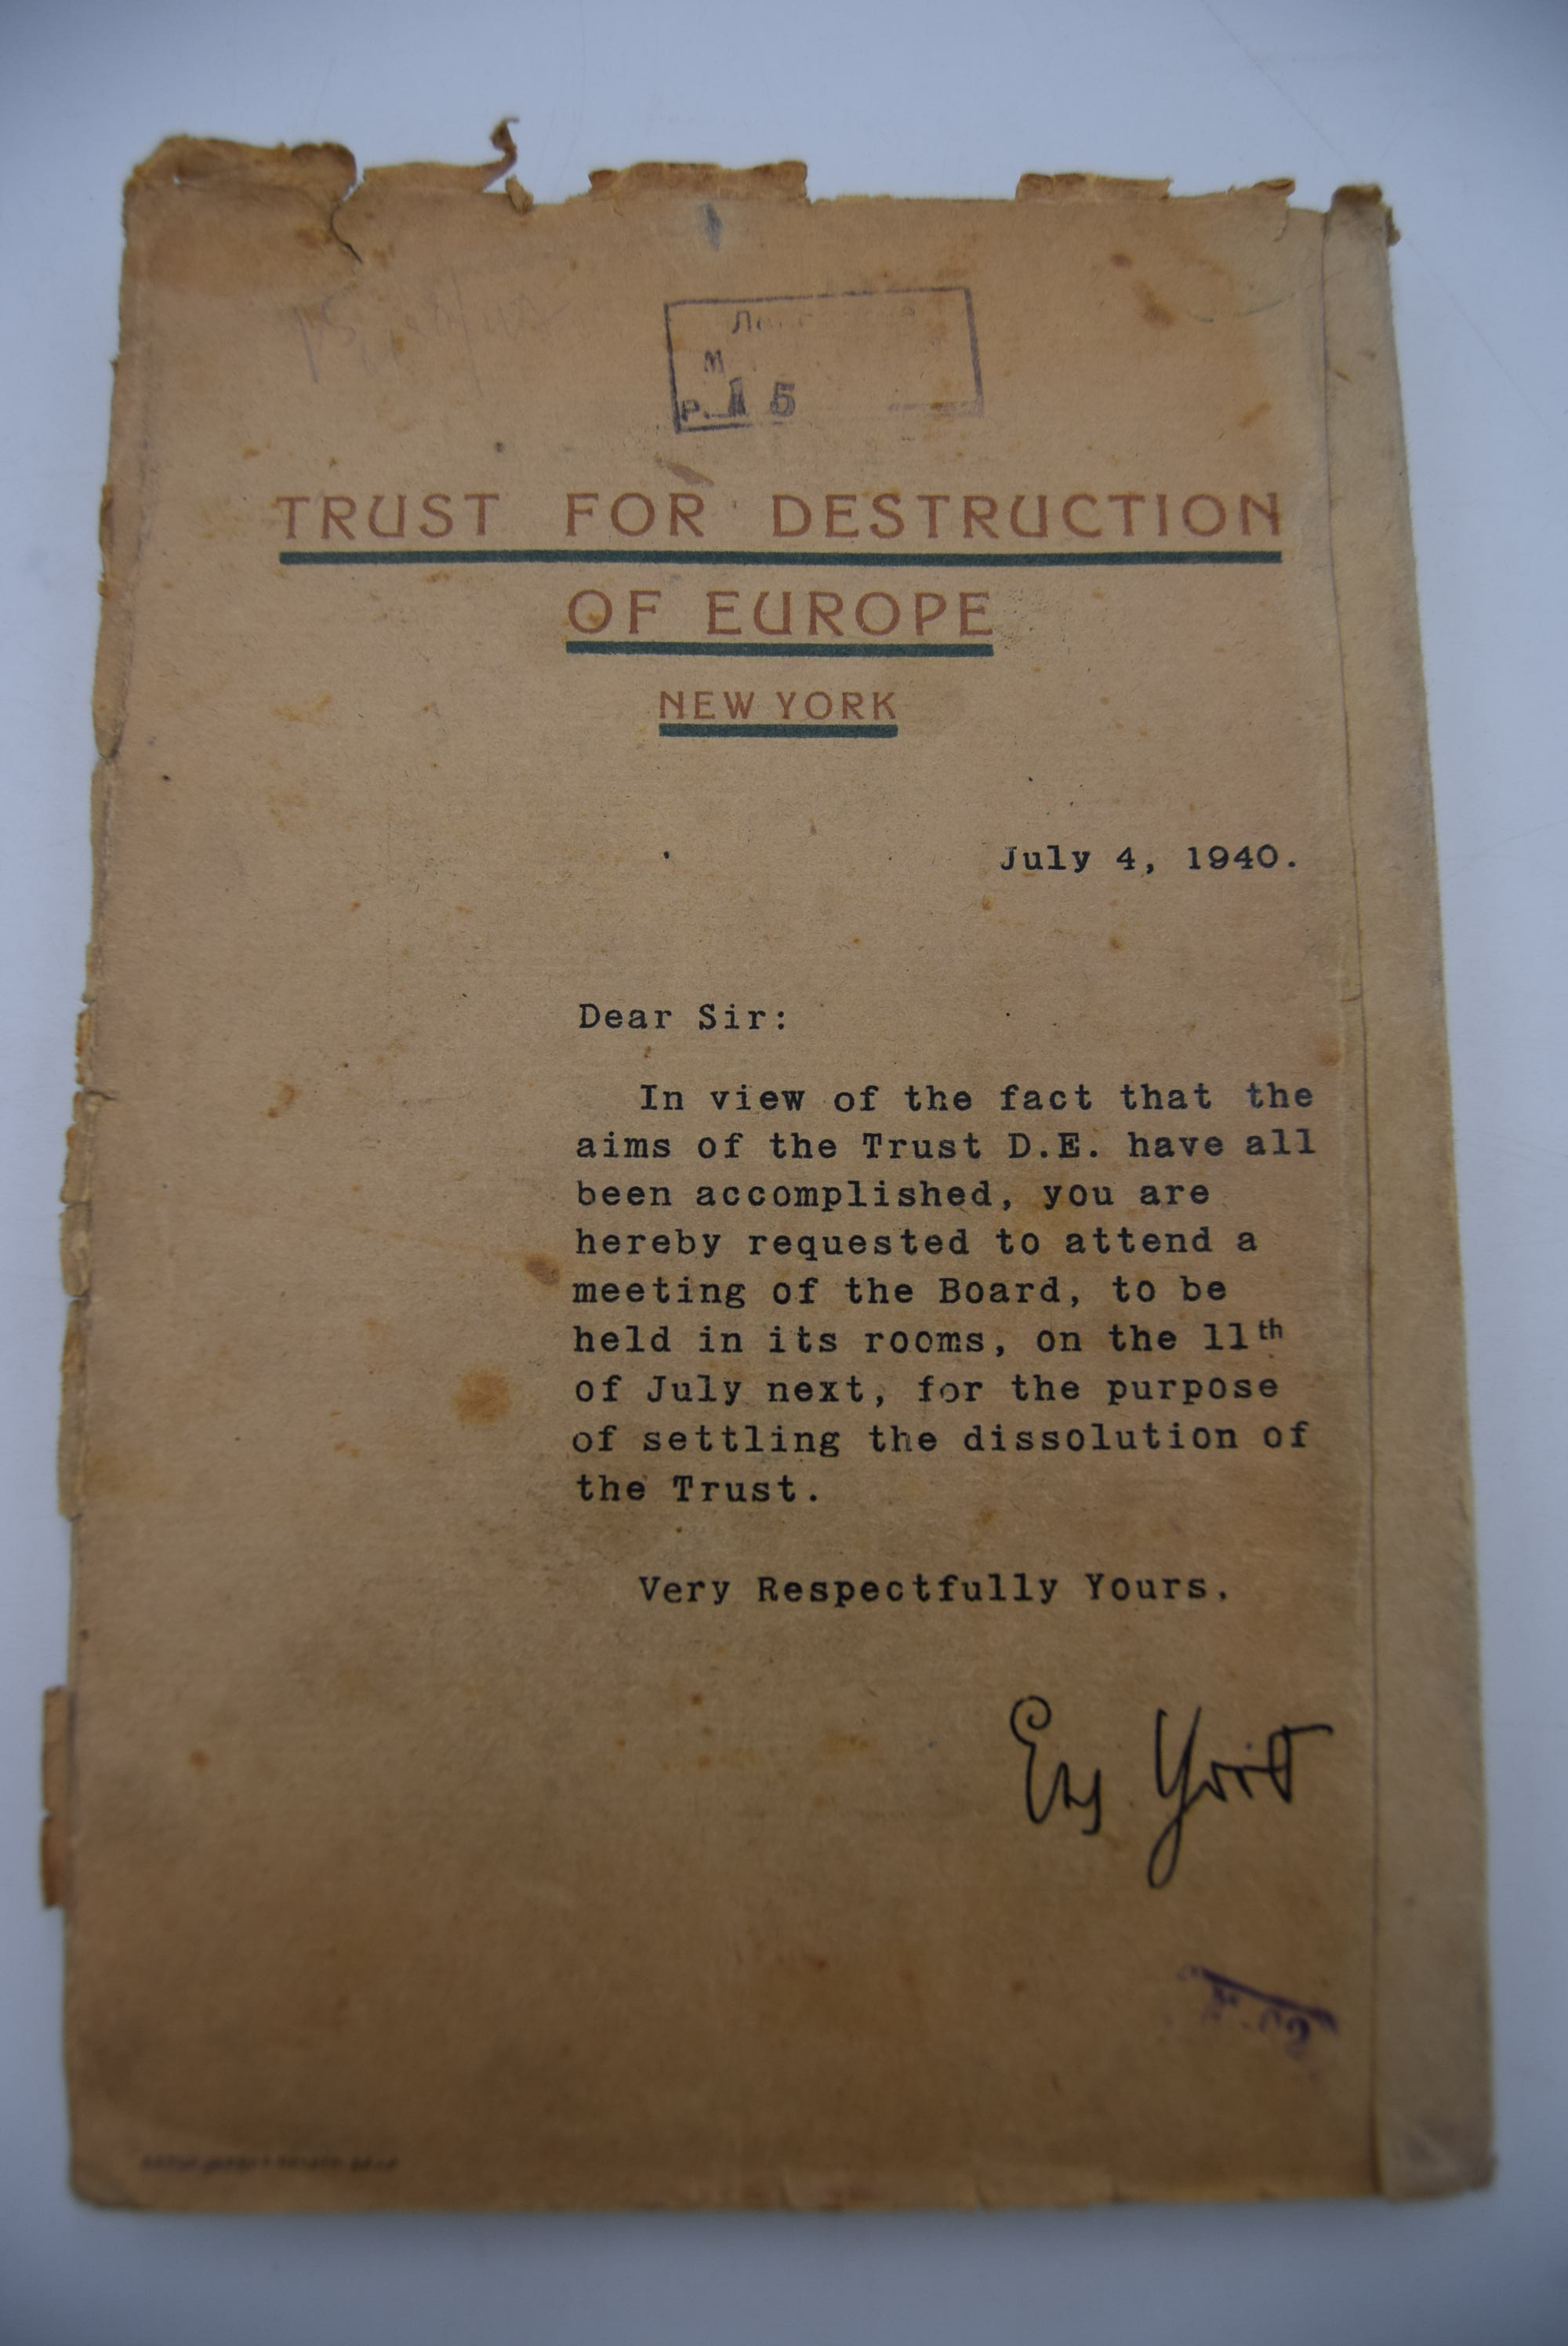 15
TRUST FOR DESTRUCTION
OF EUROPE
NEW YORK
July 4, 1940.
Dear Sir:
In view of the fact that the
aims of the Trust D.E. have all
been accomplished, you are
hereby requested to attend a
meeting of the Board, to be
held in its rooms, on the 11th
of July next, for the purpose
of settling the dissolution of
the Trust.
Very Respectfully Yours.